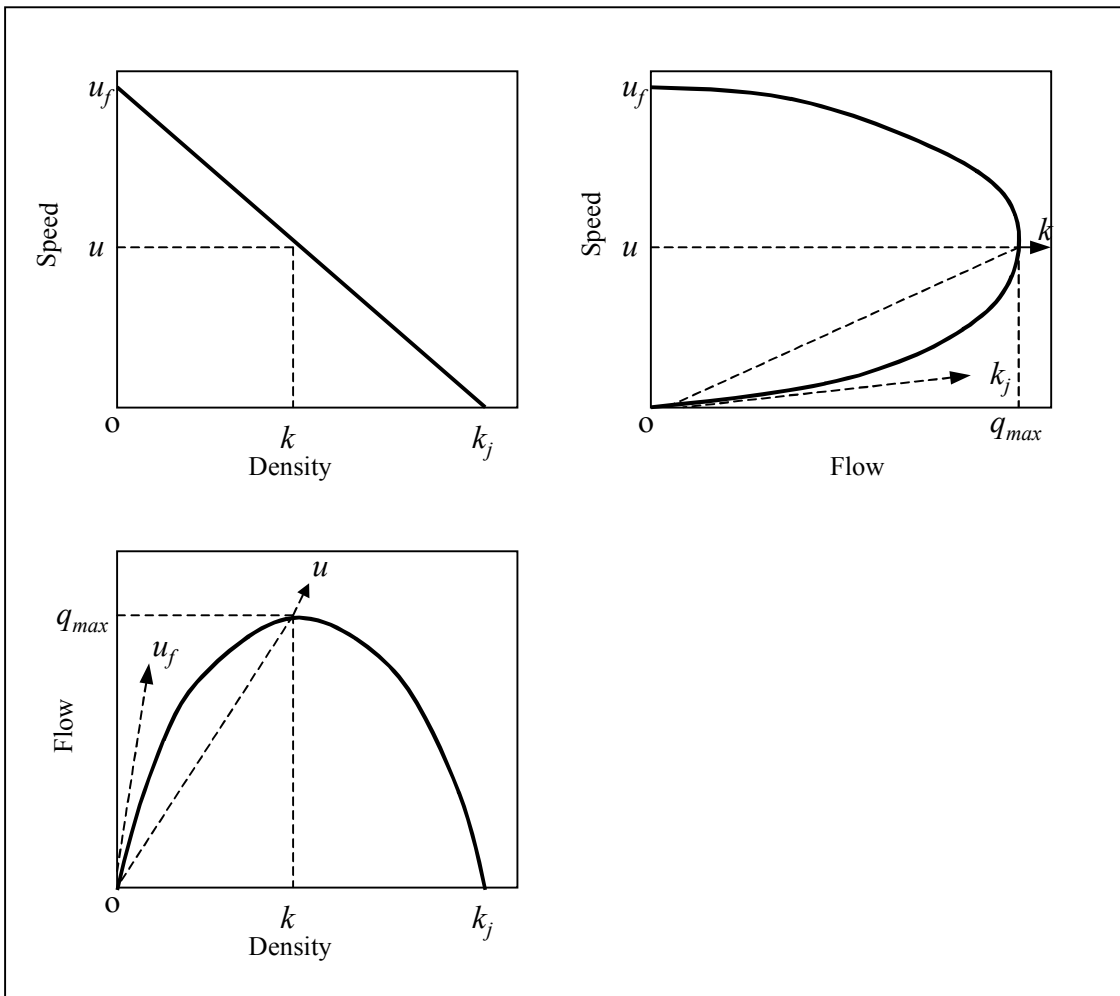 u_f
Speed
u
o
k
k_j
Density
u_f
Speed
u
k
k_j
o
q_max
Flow
u
q_max
u_f
Flow
o
k
k_j
Density